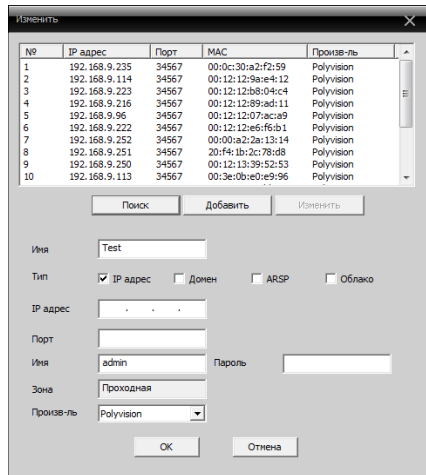 Изменить
№ IP адрес Порт MAC Произв-ль
1 192.168.9.235 34567 00:0c:30:a2:f2:59 Polyvision
2 192.168.9.114 34567 00:12:12:9a:e4:12 Polyvision
3 192.168.9.223 34567 00:12:12:b8:04:c4 Polyvision
4 192.168.9.216 34567 00:12:12:89:ad:11 Polyvision
5 192.168.9.96 34567 00:12:12:07:ac:a9 Polyvision
6 192.168.9.222 34567 00:12:12:e6:f6:b1 Polyvision
7 192.168.9.252 34567 00:00:a2:2a:13:14 Polyvision
8 192.168.9.251 34567 20:f4:1b:2c:78:d8 Polyvision
9 192.168.9.250 34567 00:12:13:39:52:53 Polyvision
10 192.168.9.113 34567 00:3e:0b:e0:e9:96 Polyvision
Поиск Добавить Изменить
Имя Test
Тип IP адрес Домен ARSP Облако
IP адрес . . .
Порт
Имя admin Пароль
Зона Проходная
Произв-ль Polyvision
OK Отмена